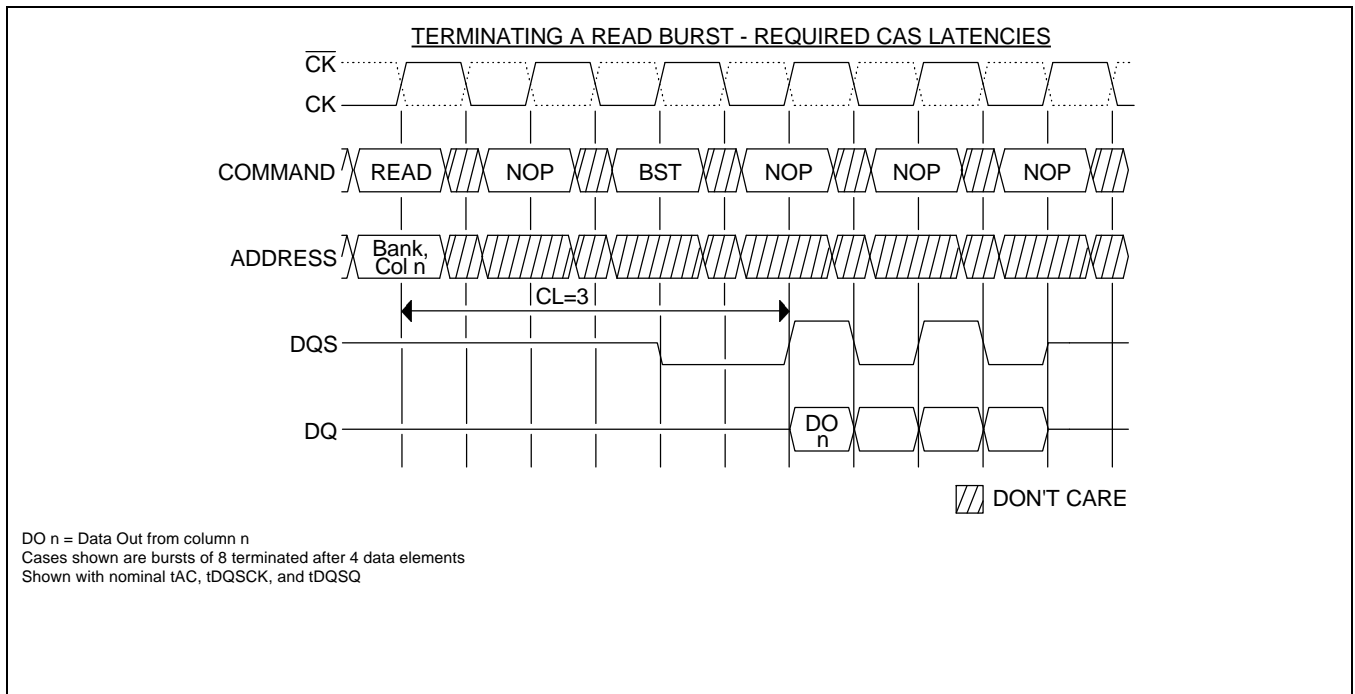 TERMINATING A READ BURST - REQUIRED CAS LATENCIES
CK
CK
COMMAND READ NOP BST NOP NOP NOP
ADDRESS Bank,
Col n
CL=3
DQS
DQ DO
n
DON'T CARE
DO n = Data Out from column n
Cases shown are bursts of 8 terminated after 4 data elements
Shown with nominal tAC, tDQSCK, and tDQSQ